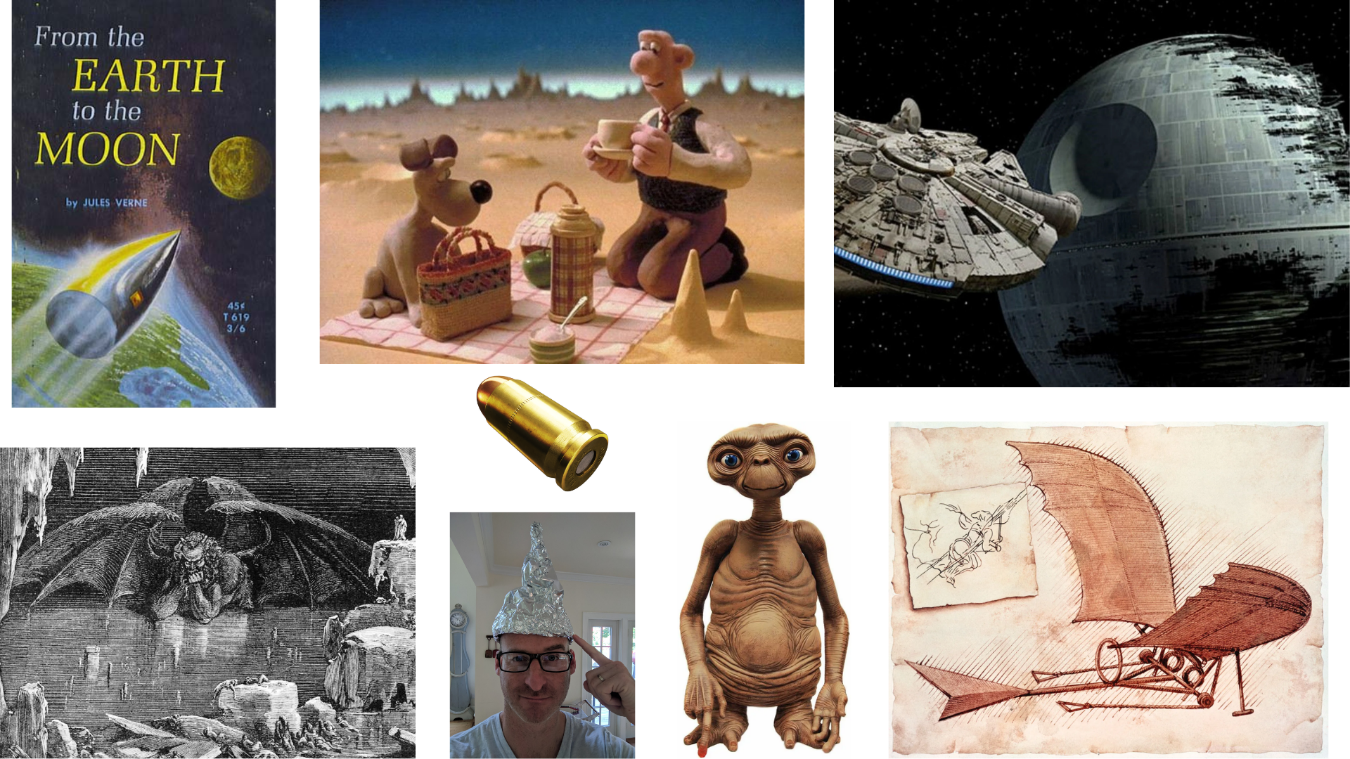 From the
EARTH
to the
MOON
by JULES VERNE
45¢
T 619
3/6